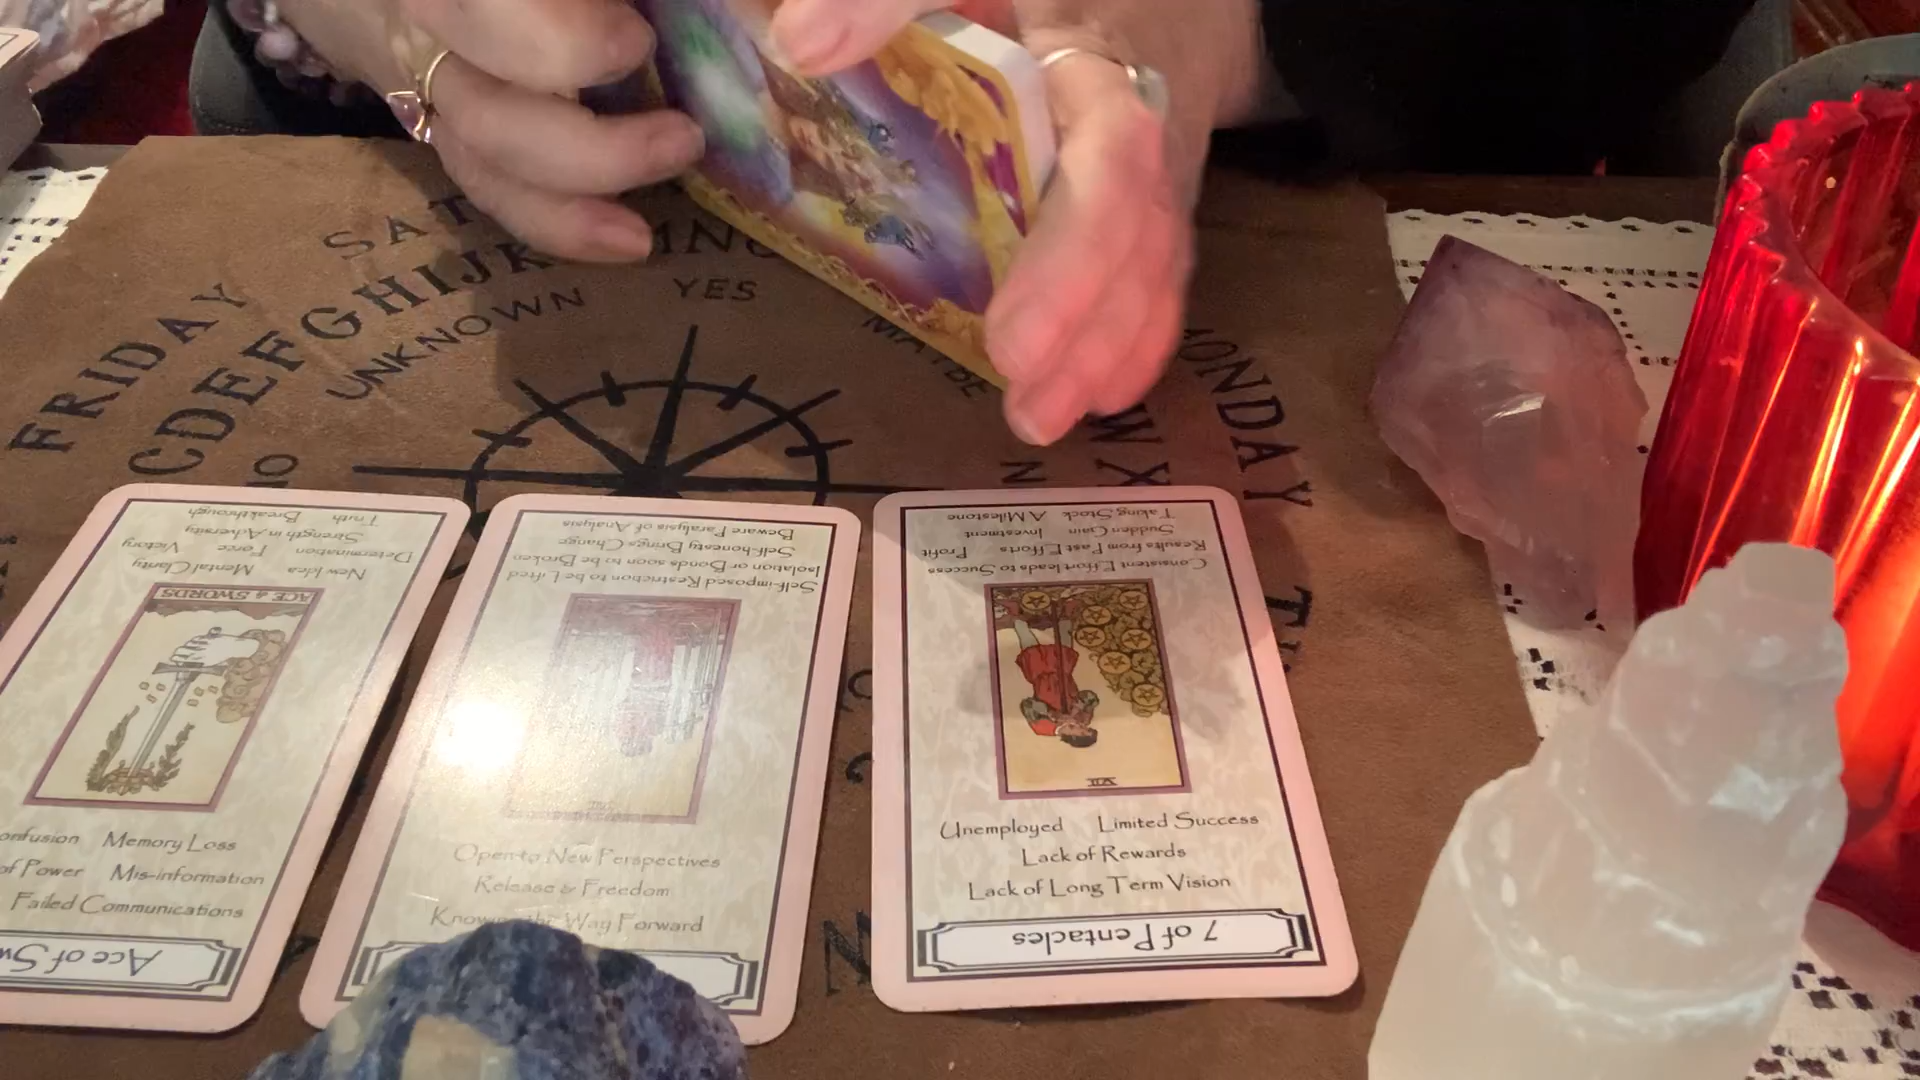 SAT
FRIDAY
CDEFGHIJK
UNKNOWN
YES
MAYBE
MONDAY
W X
N
Truth Breakthrough
Strength in Adversity
Determination Force Victory
New Idea Mental Clarity
ACE of SWORDS
Memory Loss
of Power Mis-information
Failed Communications
Ace of
Beware Paralysis of Analysis
Self-honesty Brings Change
Isolation or Bonds soon to be Broken
Self-imposed Restriction to be Lifted
Open to New Perspectives
Release & Freedom
Way Forward
Taking Stock A Milestone
Sudden Gain Investment
Results from Past Efforts Profit
Consistent Effort leads to Success
VII
Unemployed Limited Success
Lack of Rewards
Lack of Long Term Vision
7 of Pentacles